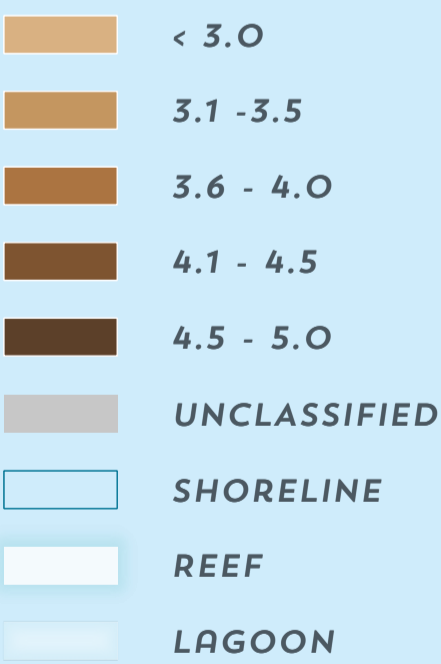 < 3.0
3.1 -3.5
3.6 - 4.0
4.1 - 4.5
4.5 - 5.0
UNCLASSIFIED
SHORELINE
REEF
LAGOON